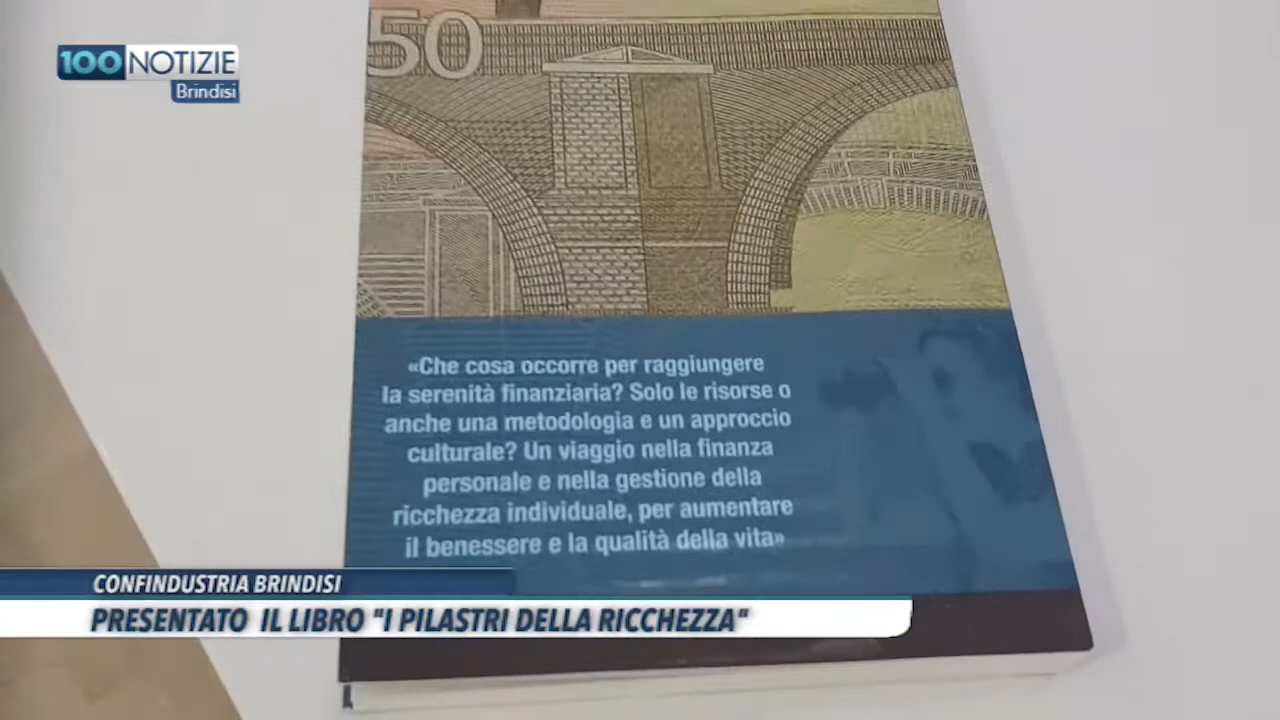 100 NOTIZIE
Brindisi
50
«Che cosa occorre per raggiungere
la serenità finanziaria? Solo le risorse o
anche una metodologia e un approccio
culturale? Un viaggio nella finanza
personale e nella gestione della
ricchezza individuale, per aumentare
il benessere e la qualità della vita»
CONFINDUSTRIA BRINDISI
PRESENTATO IL LIBRO "I PILASTRI DELLA RICCHEZZA"